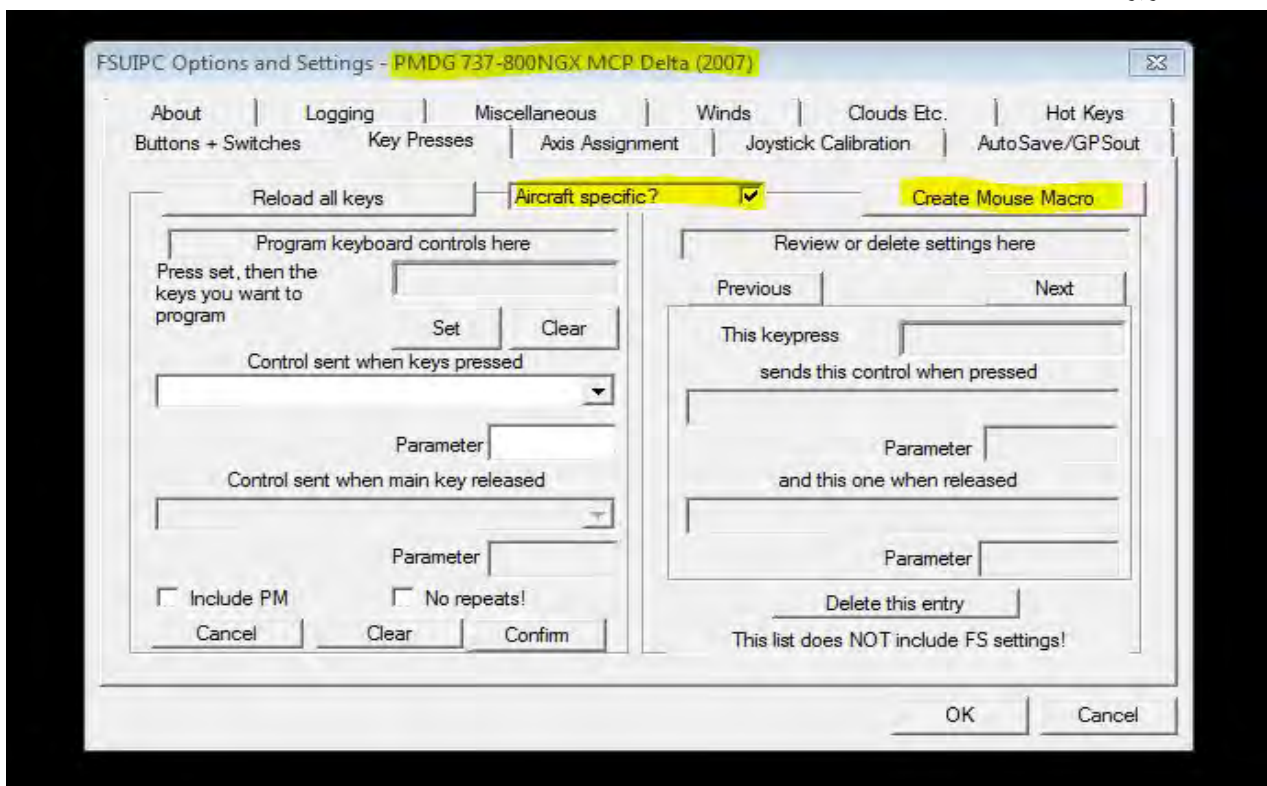 FSUIPC Options and Settings - PMDG 737-800NGX MCP Delta (2007)
About Logging Miscellaneous Winds Clouds Etc. Hot Keys
Buttons + Switches Key Presses Axis Assignment Joystick Calibration AutoSave/GPSout
Reload all keys Aircraft specific? Create Mouse Macro
Program keyboard controls here
Press set, then the
keys you want to
program
Set Clear
Control sent when keys pressed
Parameter
Control sent when main key released
Parameter
Include PM No repeats!
Cancel Clear Confirm
Review or delete settings here
Previous Next
This keypress
sends this control when pressed
Parameter
and this one when released
Parameter
Delete this entry
This list does NOT include FS settings!
OK Cancel